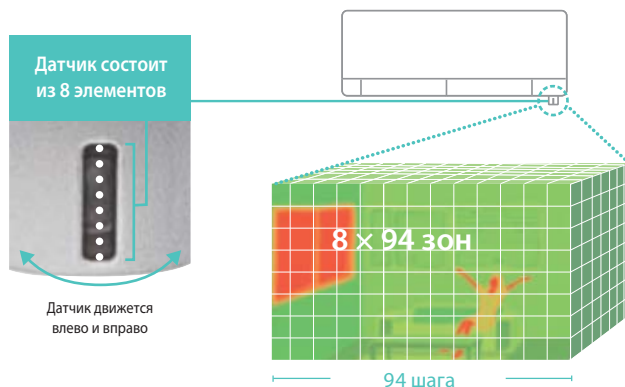 Датчик состоит
из 8 элементов
8 × 94 зон
Датчик движется
влево и вправо
94 шага